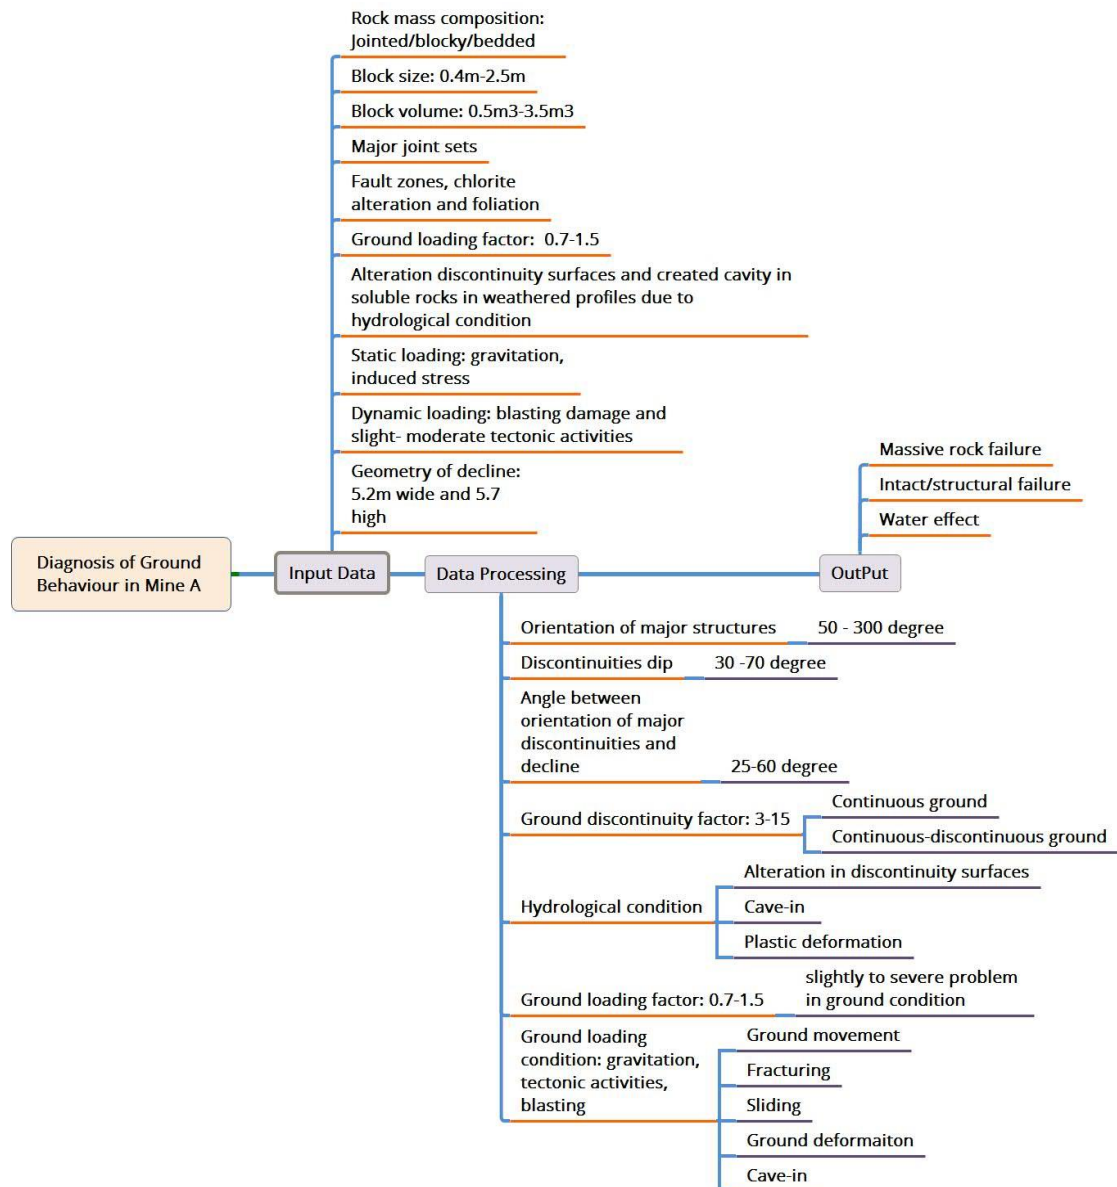 Rock mass composition:
Jointed/blocky/bedded
Block size: 0.4m-2.5m
Block volume: 0.5m3-3.5m3
Major joint sets
Fault zones, chlorite
alteration and foliation
Ground loading factor:  0.7-1.5
Alteration discontinuity surfaces and created cavity in
soluble rocks in weathered profiles due to
hydrological condition
Static loading: gravitation,
induced stress
Dynamic loading: blasting damage and
slight- moderate tectonic activities
Geometry of decline:
5.2m wide and 5.7
high
Massive rock failure
Intact/structural failure
Water effect
Diagnosis of Ground
Behaviour in Mine A
Input Data
Data Processing
OutPut
Orientation of major structures
50 - 300 degree
Discontinuities dip
30 -70 degree
Angle between
orientation of major
discontinuities and
decline
25-60 degree
Ground discontinuity factor: 3-15
Continuous ground
Continuous-discontinuous ground
Hydrological condition
Alteration in discontinuity surfaces
Cave-in
Plastic deformation
Ground loading factor: 0.7-1.5
slightly to severe problem
in ground condition
Ground loading
condition: gravitation,
tectonic activities,
blasting
Ground movement
Fracturing
Sliding
Ground deformaiton
Cave-in